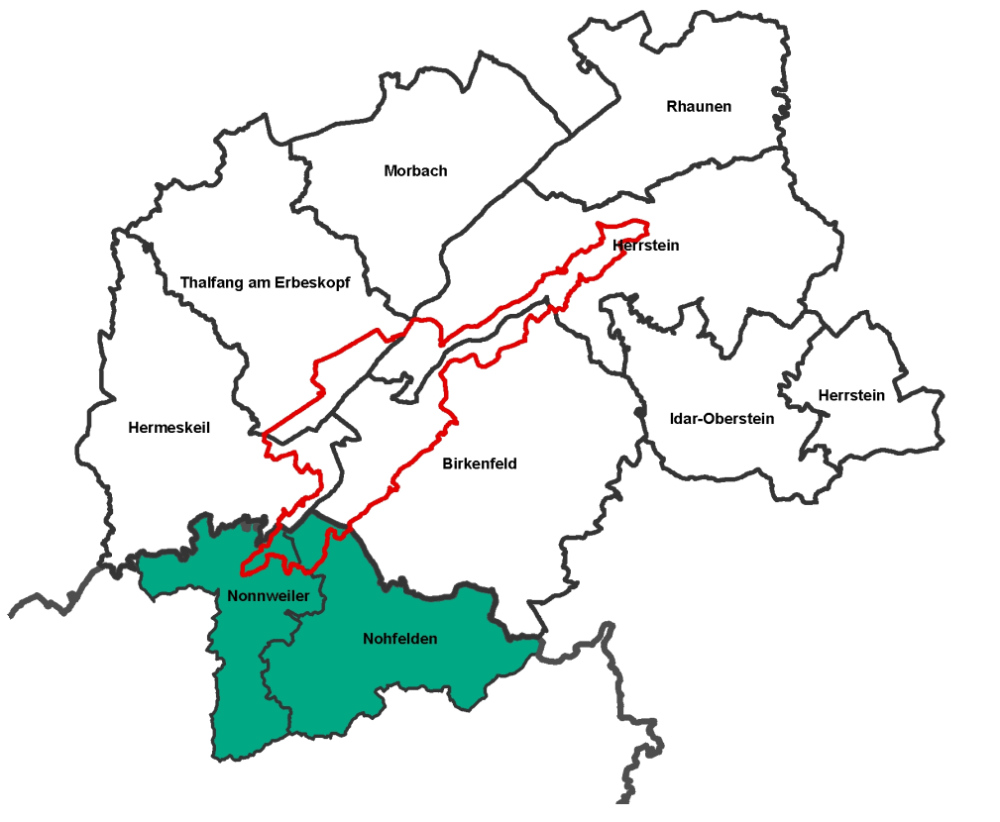 Rhaunen
Morbach
Herrstein
Thalfang am Erbeskopf
Herrstein
Idar-Oberstein
Hermeskeil
Birkenfeld
Nonnweiler
Nohfelden